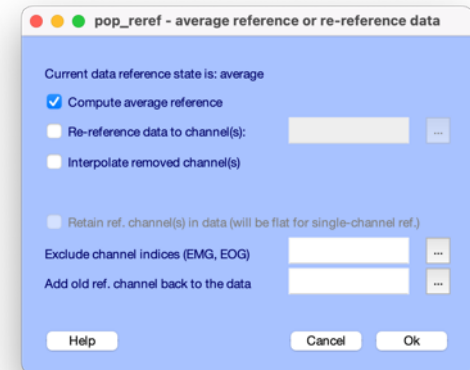 pop_reref - average reference or re-reference data
Current data reference state is: average
Compute average reference
Re-reference data to channel(s):
...
Interpolate removed channel(s)
Retain ref. channel(s) in data (will be flat for single-channel ref.)
Exclude channel indices (EMG, EOG)
...
Add old ref. channel back to the data
...
Help
Cancel
Ok